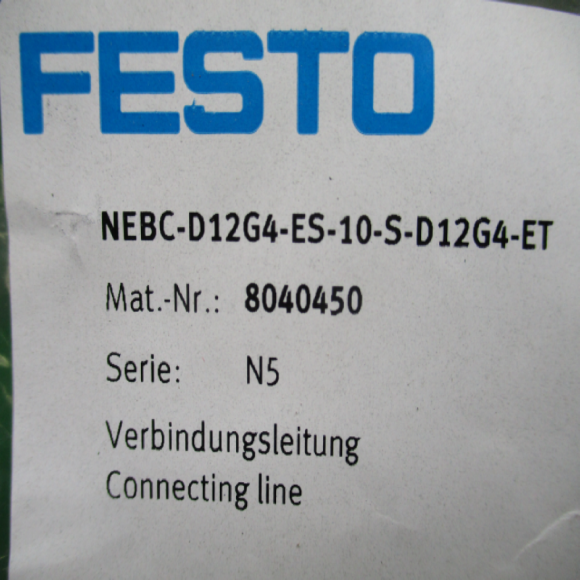 FESTO
NEBC-D12G4-ES-10-S-D12G4-ET
Mat.-Nr.: 8040450
Serie: N5
Verbindungsleitung
Connecting line